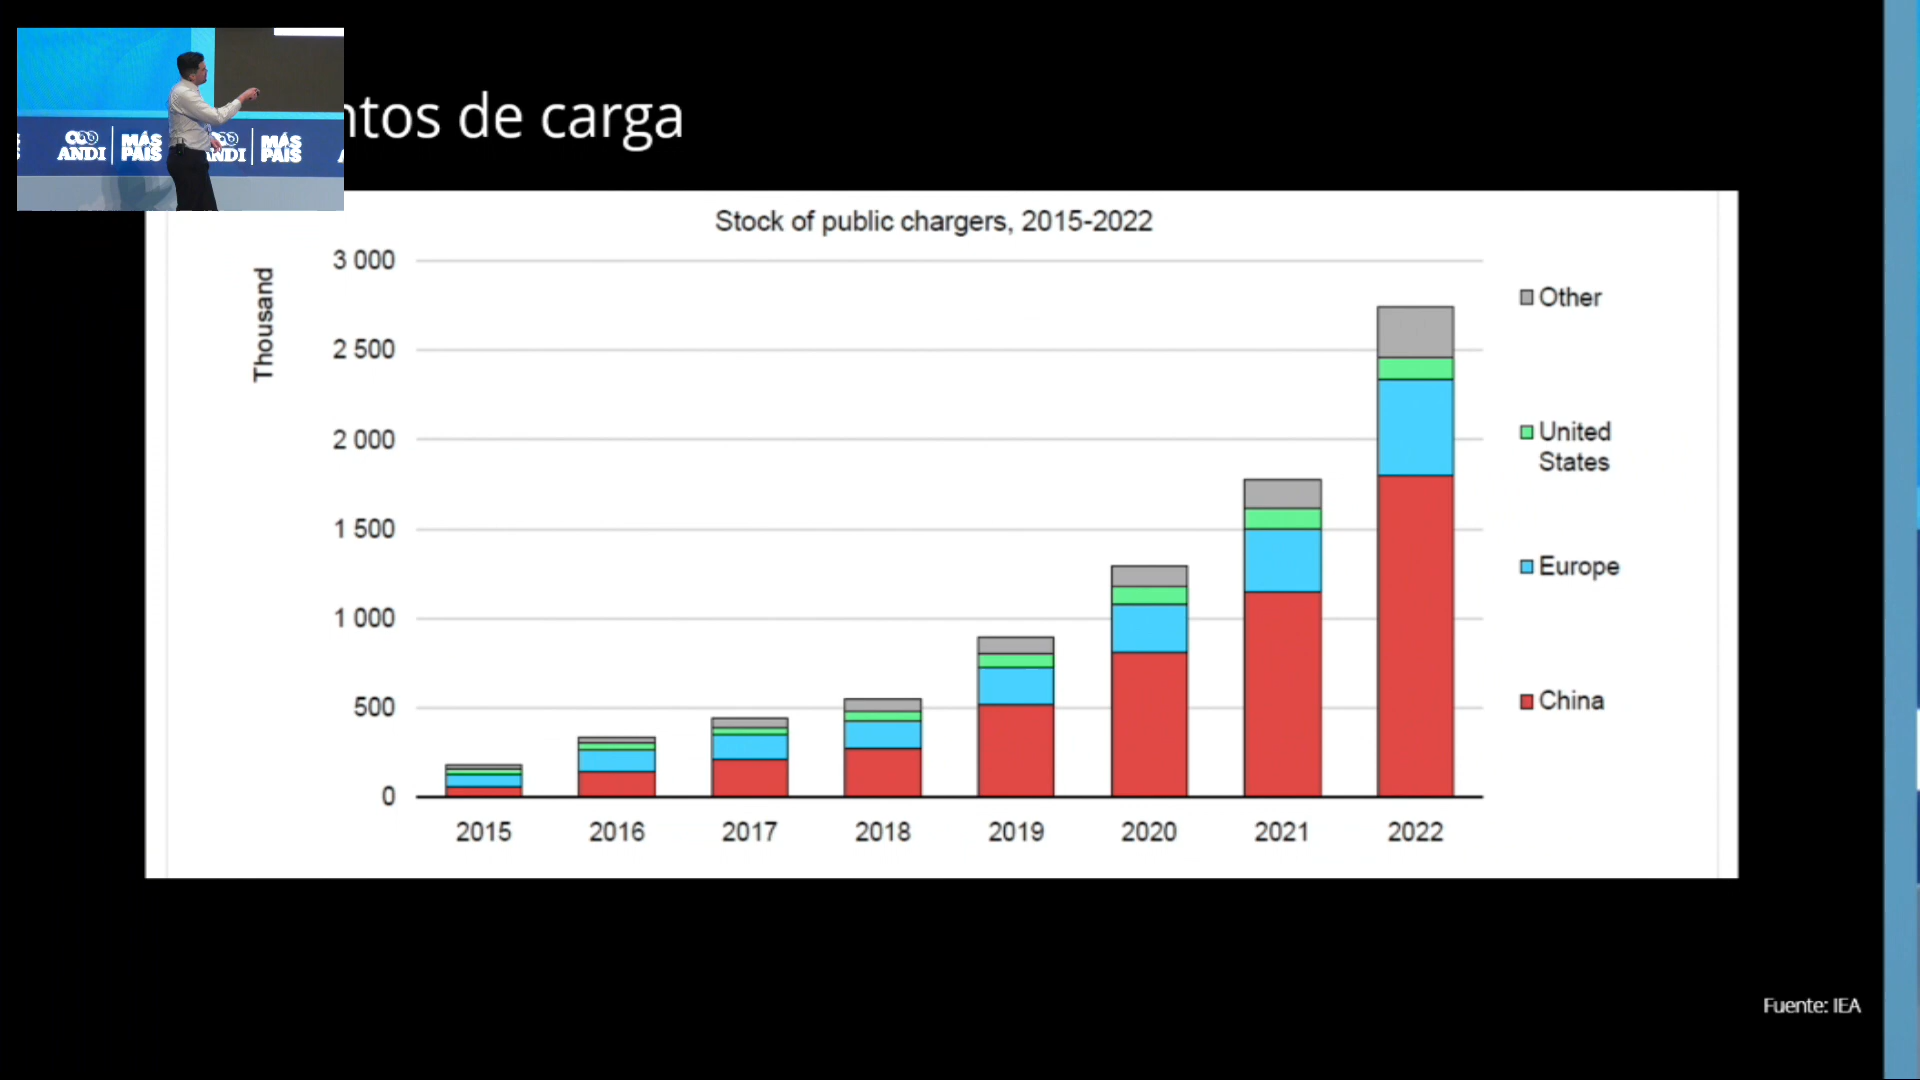 ANDI MÁS PAÍS ANDI MÁS PAÍS
ntos de carga
Stock of public chargers, 2015-2022
Thousand
3 000
2 500
2 000
1 500
1 000
500
0
2015 2016 2017 2018 2019 2020 2021 2022
Other
United
States
Europe
China
Fuente: IEA